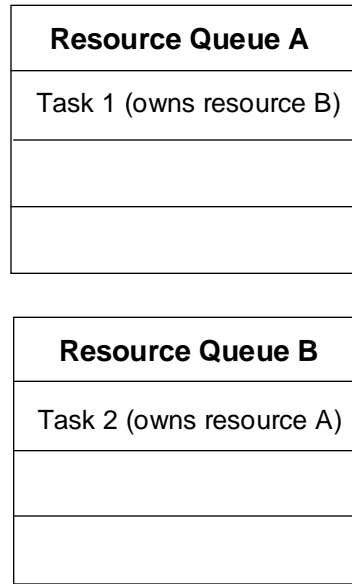 Resource Queue A
Task 1 (owns resource B)
Resource Queue B
Task 2 (owns resource A)